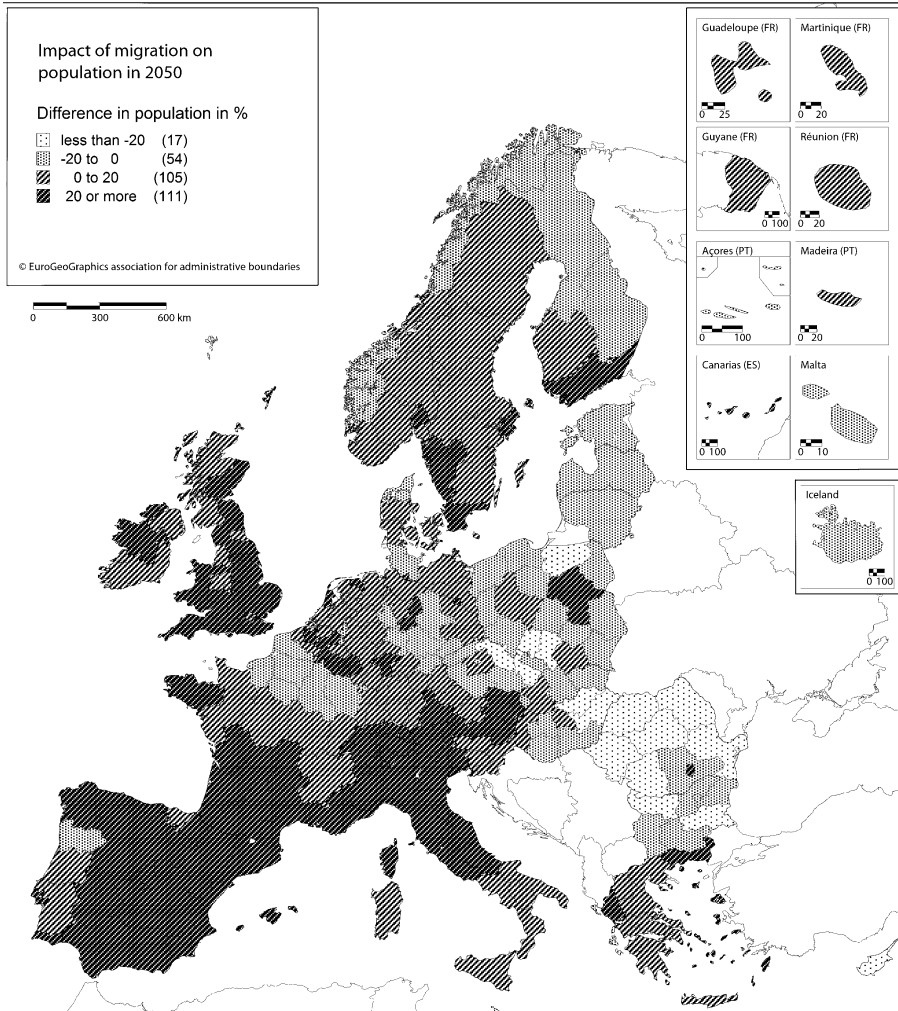 Impact of migration on
population in 2050
Difference in population in %
less than -20 (17)
-20 to 0 (54)
0 to 20 (105)
20 or more (111)
© EuroGeoGraphics association for administrative boundaries
0 300 600 km
Guadeloupe (FR)
0 25
Martinique (FR)
0 20
Guyane (FR)
0 100
Réunion (FR)
0 20
Açores (PT)
0 100
Madeira (PT)
0 20
Canarias (ES)
0 100
Malta
0 10
Iceland
0 100